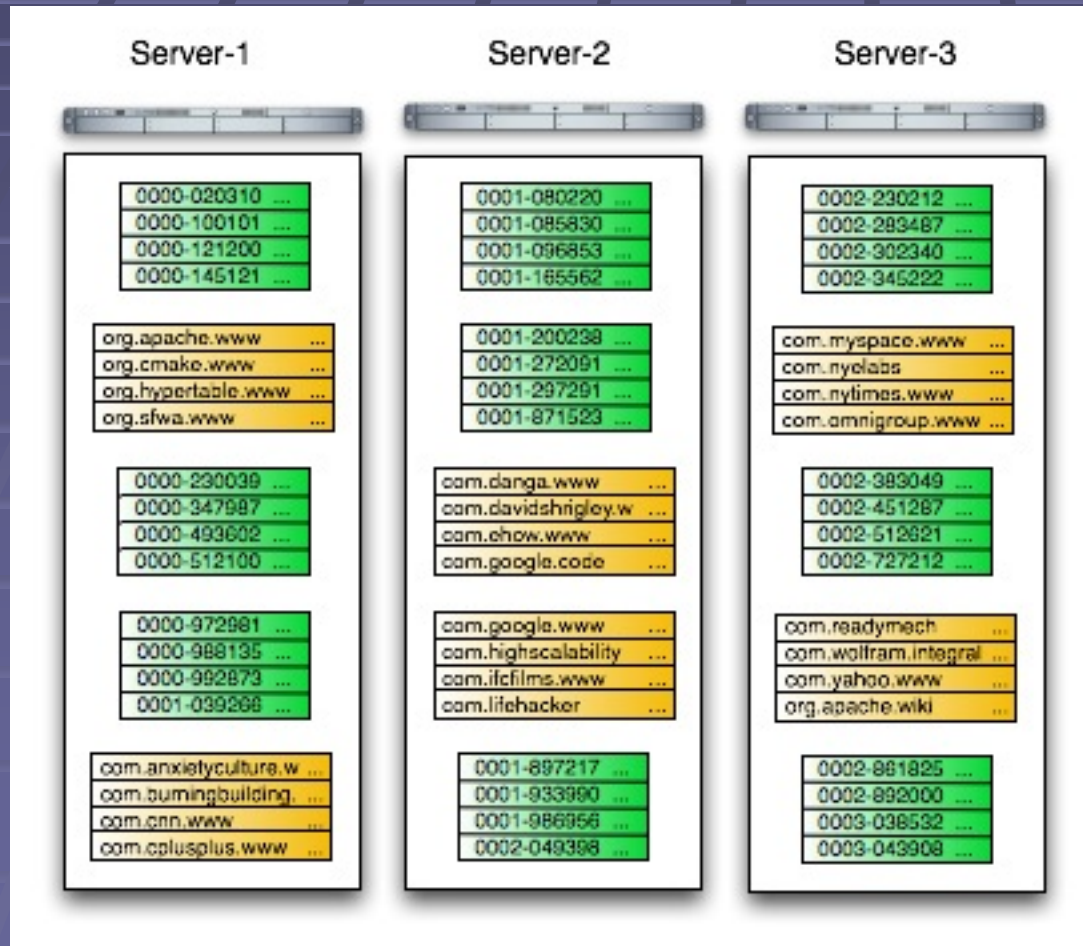 Server-1
0000-020310 ...
0000-100101 ...
0000-121200 ...
0000-145121 ...
org.apache.www ...
org.cmake.www ...
org.hypertable.www ...
org.sfwa.www ...
0000-230039 ...
0000-347987 ...
0000-493602 ...
0000-512100 ...
0000-972981 ...
0000-988135 ...
0000-992873 ...
0001-039266 ...
com.anxietyculture.w ...
com.burningbuilding. ...
com.cnn.www ...
com.cplusplus.www ...
Server-2
0001-080220 ...
0001-085830 ...
0001-096853 ...
0001-165562 ...
0001-200238 ...
0001-272091 ...
0001-297291 ...
0001-871523 ...
com.danga.www ...
com.davidshrigley.w ...
com.ehow.www ...
com.google.code ...
com.google.www ...
com.highscalability ...
com.ifcfilms.www ...
com.lifehacker ...
0001-897217 ...
0001-933990 ...
0001-986956 ...
0002-049398 ...
Server-3
0002-230212 ...
0002-283487 ...
0002-302340 ...
0002-345222 ...
com.myspace.www ...
com.nyelabs ...
com.nytimes.www ...
com.omnigroup.www ...
0002-383049 ...
0002-451287 ...
0002-512621 ...
0002-727212 ...
com.readymech ...
com.wolfram.integral ...
com.yahoo.www ...
org.apache.wiki ...
0002-861825 ...
0002-892000 ...
0003-038532 ...
0003-043908 ...